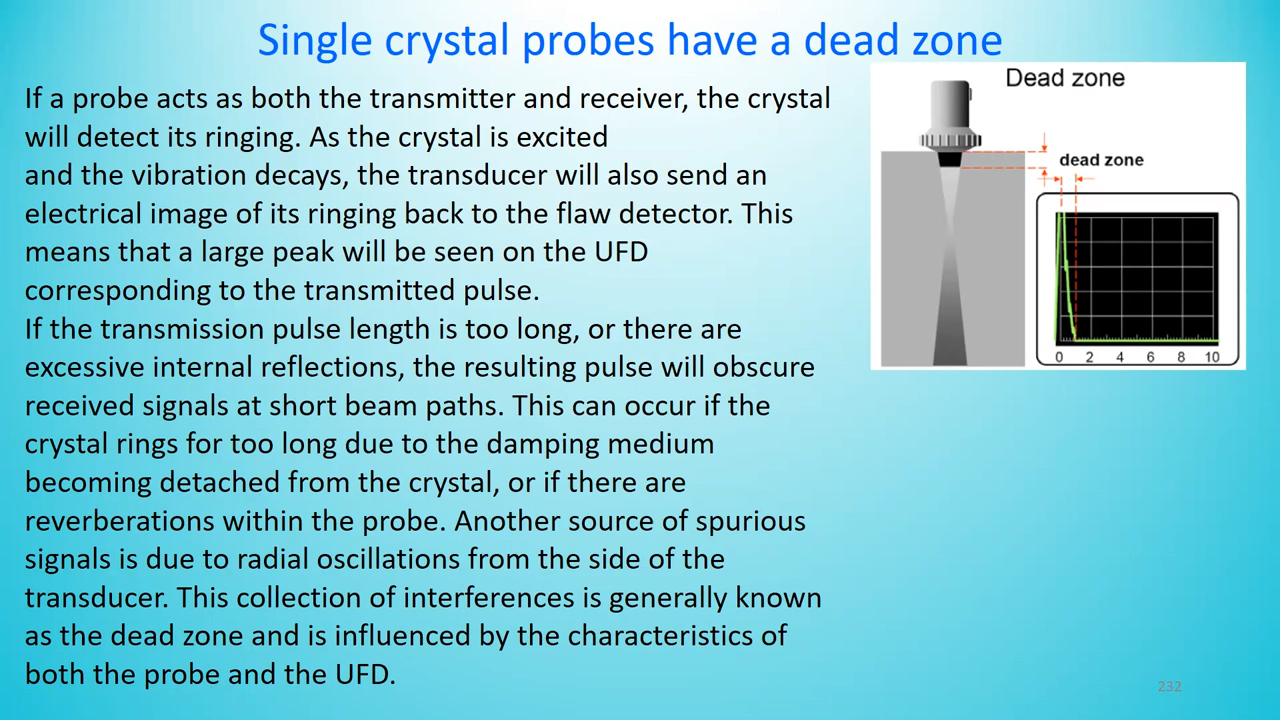 Single crystal probes have a dead zone
If a probe acts as both the transmitter and receiver, the crystal
will detect its ringing. As the crystal is excited
and the vibration decays, the transducer will also send an
electrical image of its ringing back to the flaw detector. This
means that a large peak will be seen on the UFD
corresponding to the transmitted pulse.
If the transmission pulse length is too long, or there are
excessive internal reflections, the resulting pulse will obscure
received signals at short beam paths. This can occur if the
crystal rings for too long due to the damping medium
becoming detached from the crystal, or if there are
reverberations within the probe. Another source of spurious
signals is due to radial oscillations from the side of the
transducer. This collection of interferences is generally known
as the dead zone and is influenced by the characteristics of
both the probe and the UFD.
Dead zone
dead zone
0 2 4 6 8 10
232